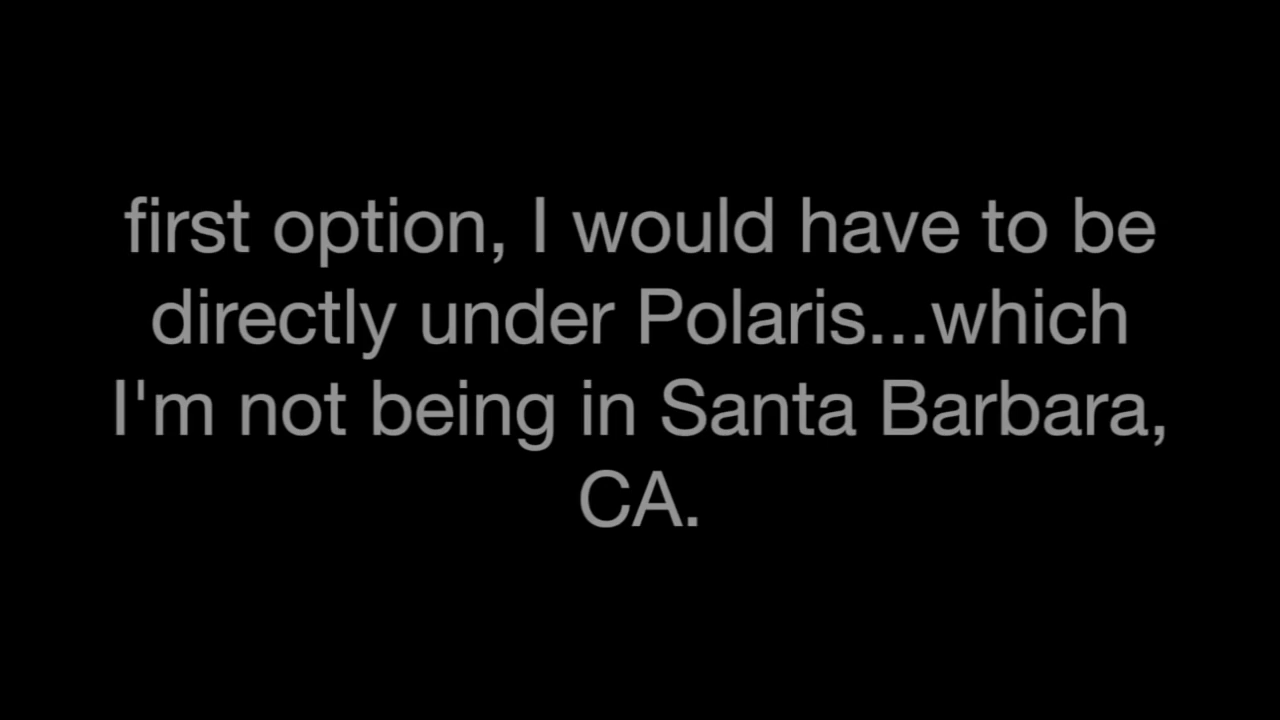 first option, I would have to be
directly under Polaris...which
I'm not being in Santa Barbara,
CA.